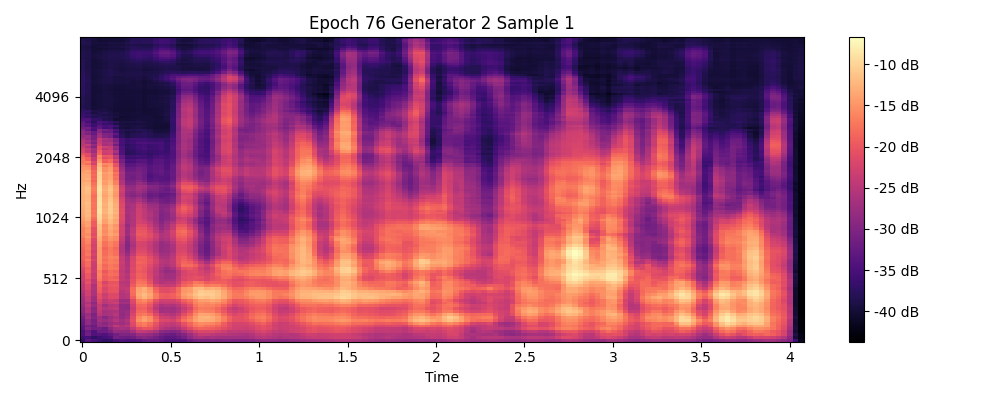 Epoch 76 Generator 2 Sample 1
Hz
4096
2048
1024
512
0
0 0.5 1 1.5 2 2.5 3 3.5 4
Time
-10 dB
-15 dB
-20 dB
-25 dB
-30 dB
-35 dB
-40 dB